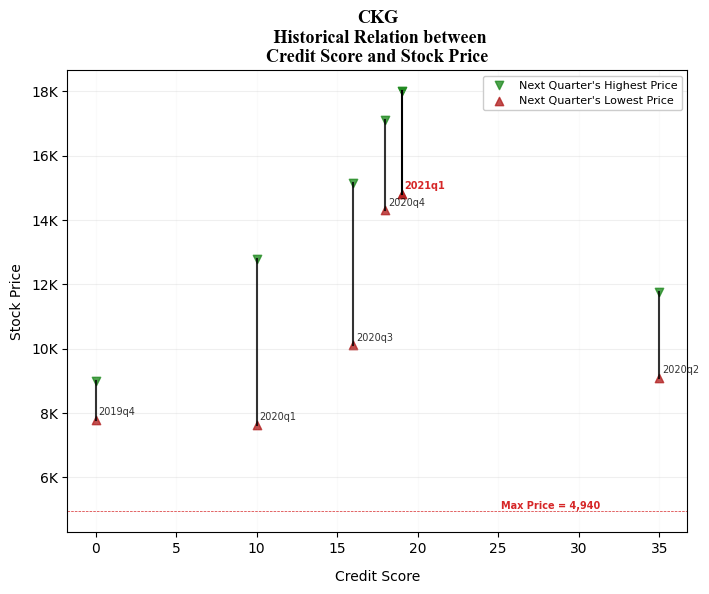 CKG
Historical Relation between
Credit Score and Stock Price
Next Quarter's Highest Price
Next Quarter's Lowest Price
18K
16K
14K
12K
10K
8K
6K
Stock Price
2021q1
2020q4
2020q3
2020q2
2019q4
2020q1
Max Price = 4,940
0
5
10
15
20
25
30
35
Credit Score